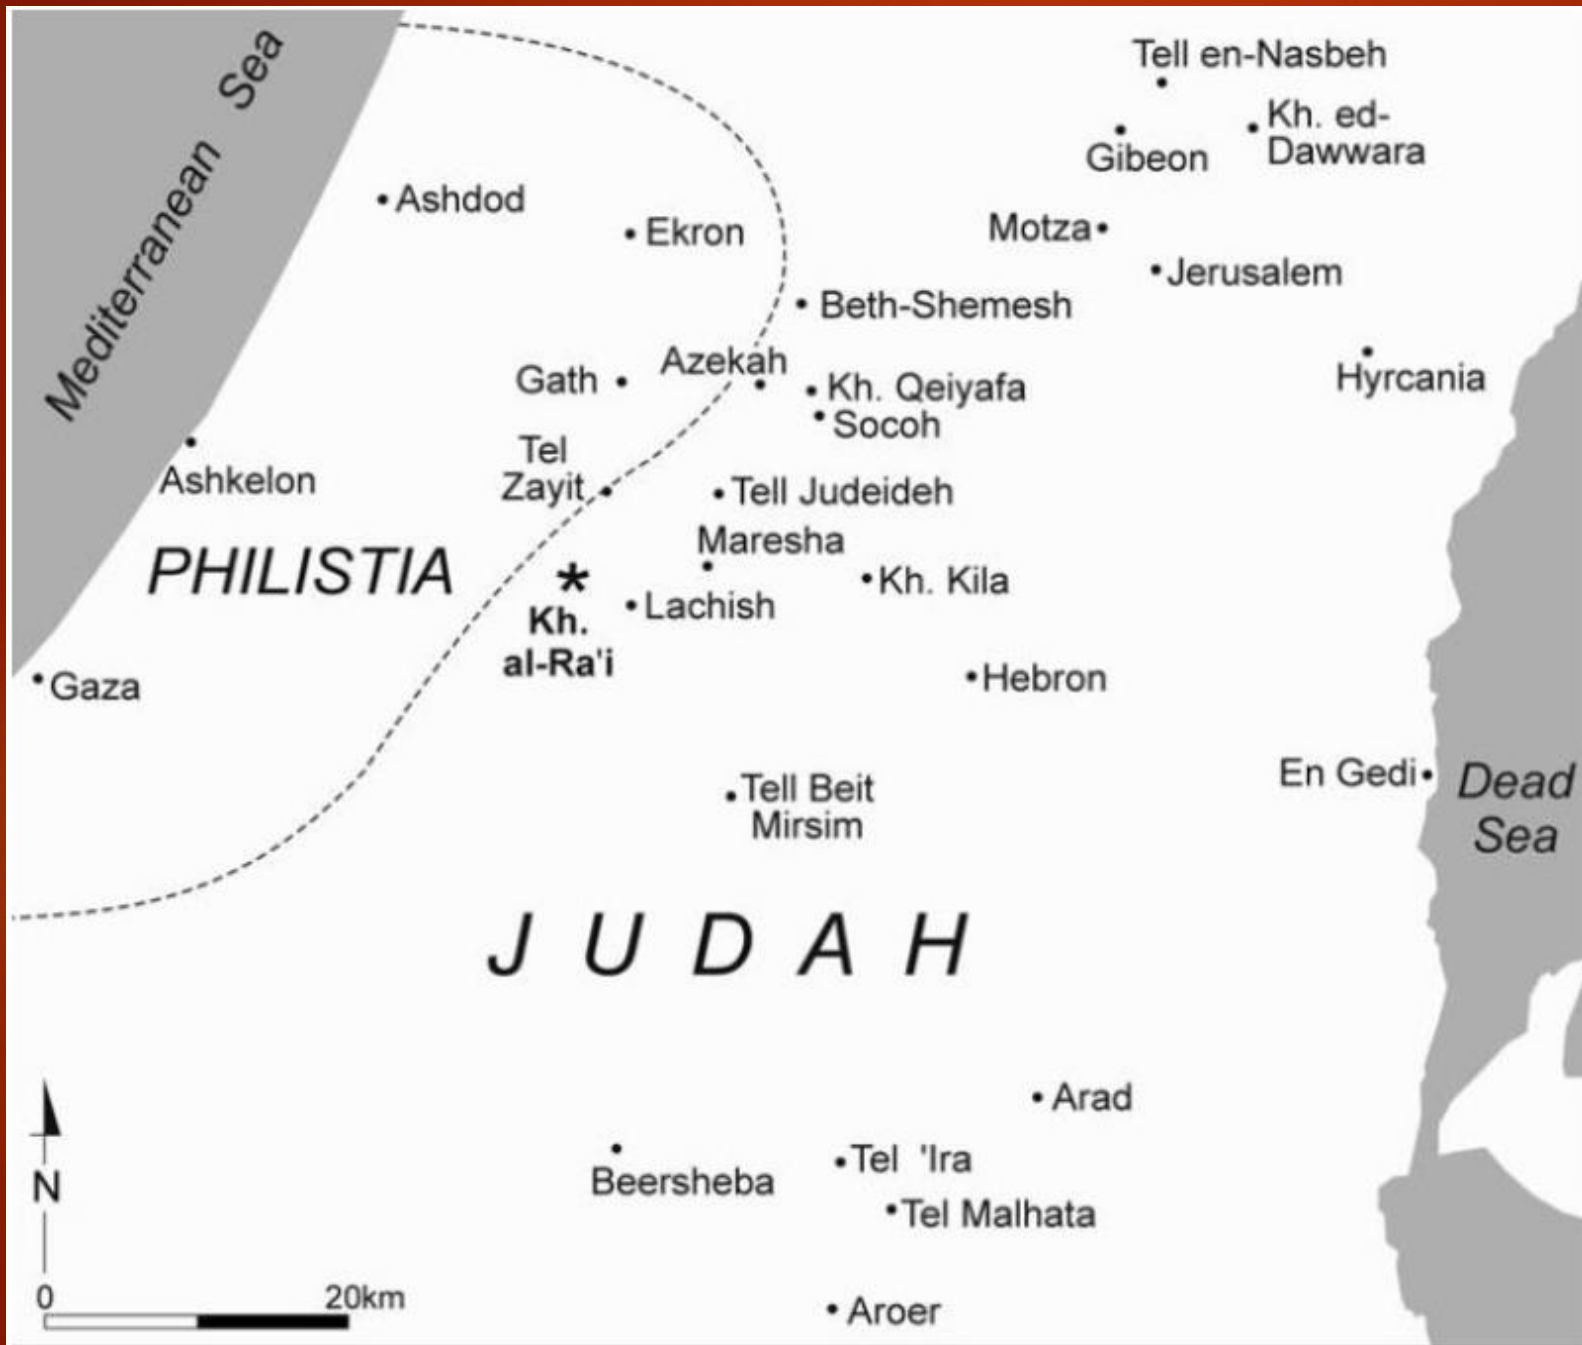 Mediterranean Sea
Tell en-Nasbeh
Kh. ed-
Dawwara
Gibeon
Ashdod
Ekron
Motza
Jerusalem
Beth-Shemesh
Azekah
Gath
Kh. Qeiyafa
Hyrcania
Socoh
Tel
Zayit
Ashkelon
Tell Judeideh
Maresha
PHILISTIA
Kh. Kila
Lachish
Kh.
al-Ra'i
Gaza
Hebron
En Gedi
Dead
Sea
Tell Beit
Mirsim
JUDAH
Arad
Beersheba
Tel 'Ira
Tel Malhata
N
0 20km
Aroer